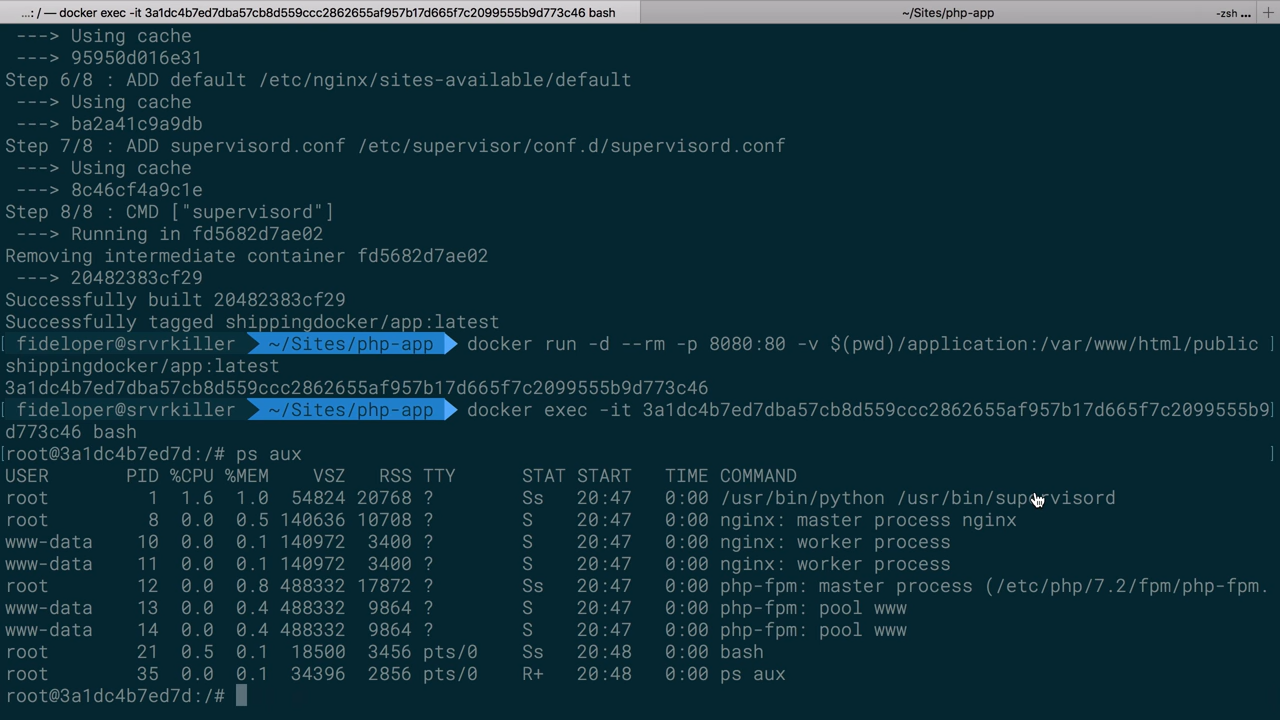 ...: / — docker exec -it 3a1dc4b7ed7dba57cb8d559ccc2862655af957b17d665f7c2099555b9d773c46 bash
~/Sites/php-app
-zsh ...
---> Using cache
---> 95950d016e31
Step 6/8 : ADD default /etc/nginx/sites-available/default
---> Using cache
---> ba2a41c9a9db
Step 7/8 : ADD supervisord.conf /etc/supervisor/conf.d/supervisord.conf
---> Using cache
---> 8c46cf4a9c1e
Step 8/8 : CMD ["supervisord"]
---> Running in fd5682d7ae02
Removing intermediate container fd5682d7ae02
---> 20482383cf29
Successfully built 20482383cf29
Successfully tagged shippingdocker/app:latest
[ fideloper@srvrkiller ~/Sites/php-app docker run -d --rm -p 8080:80 -v $(pwd)/application:/var/www/html/public ]
shippingdocker/app:latest
3a1dc4b7ed7dba57cb8d559ccc2862655af957b17d665f7c2099555b9d773c46
[ fideloper@srvrkiller ~/Sites/php-app docker exec -it 3a1dc4b7ed7dba57cb8d559ccc2862655af957b17d665f7c2099555b9]
d773c46 bash
[root@3a1dc4b7ed7d:/# ps aux ]
USER PID %CPU %MEM VSZ RSS TTY STAT START TIME COMMAND
root 1 1.6 1.0 54824 20768 ? Ss 20:47 0:00 /usr/bin/python /usr/bin/supervisord
root 8 0.0 0.5 140636 10708 ? S 20:47 0:00 nginx: master process nginx
www-data 10 0.0 0.1 140972 3400 ? S 20:47 0:00 nginx: worker process
www-data 11 0.0 0.1 140972 3400 ? S 20:47 0:00 nginx: worker process
root 12 0.0 0.8 488332 17872 ? Ss 20:47 0:00 php-fpm: master process (/etc/php/7.2/fpm/php-fpm.
www-data 13 0.0 0.4 488332 9864 ? S 20:47 0:00 php-fpm: pool www
www-data 14 0.0 0.4 488332 9864 ? S 20:47 0:00 php-fpm: pool www
root 21 0.5 0.1 18500 3456 pts/0 Ss 20:48 0:00 bash
root 35 0.0 0.1 34396 2856 pts/0 R+ 20:48 0:00 ps aux
root@3a1dc4b7ed7d:/#